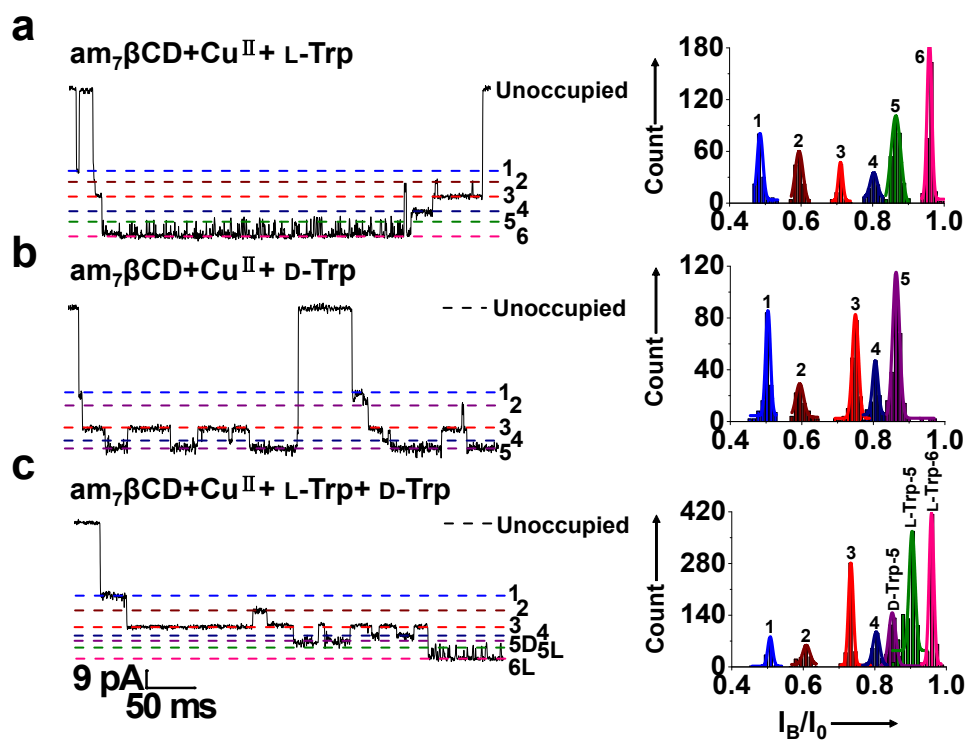 a
am₇βCD+Cuᴵᴵ+ L-Trp
Unoccupied
1
2
3
4
5
6
180
120
60
0
Count
1
2
3
4
5
6
0.4 0.6 0.8 1.0
b
am₇βCD+Cuᴵᴵ+ D-Trp
Unoccupied
1
2
3
4
5
120
80
40
0
Count
1
2
3
4
5
0.4 0.6 0.8 1.0
c
am₇βCD+Cuᴵᴵ+ L-Trp+ D-Trp
Unoccupied
1
2
3
4
5D 5L
6L
9 pA
50 ms
420
280
140
0
Count
1
2
3
4
D-Trp-5
L-Trp-5
L-Trp-6
0.4 0.6 0.8 1.0
I_B/I_0